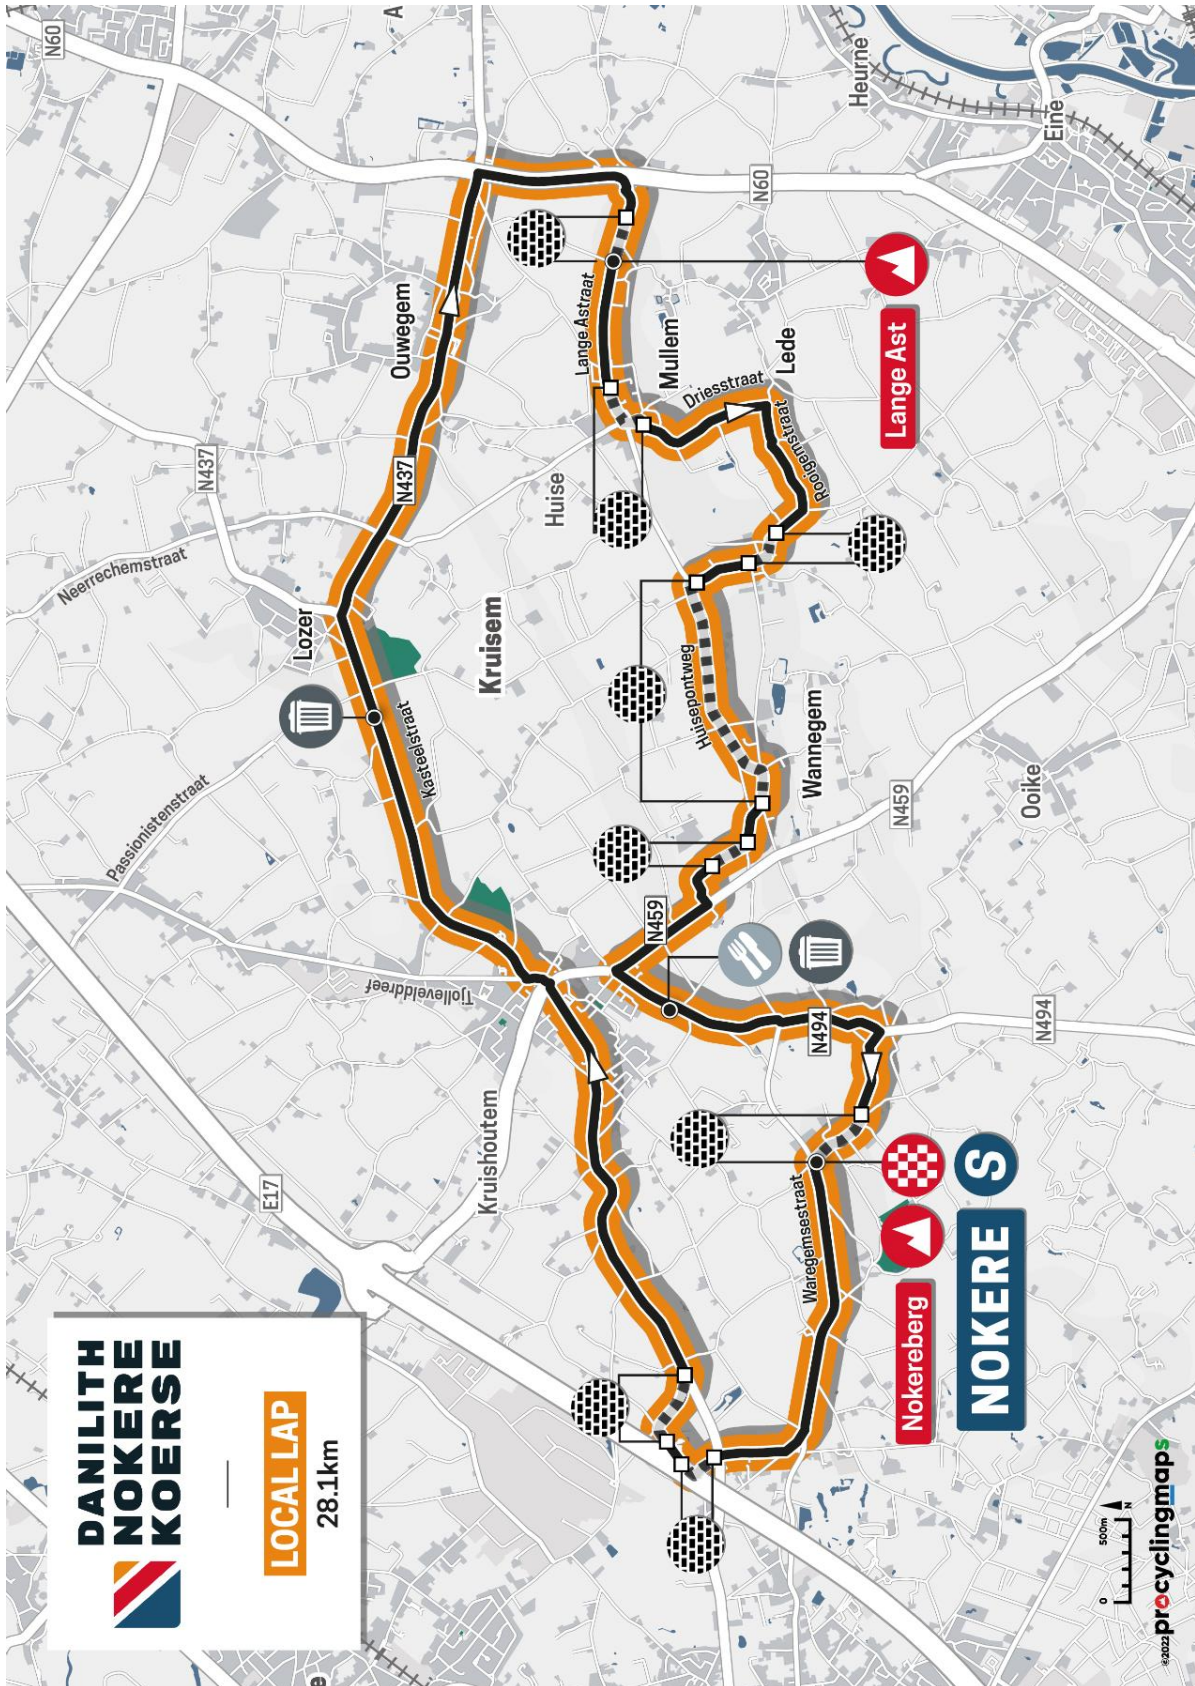 DANILITH
NOKERE
KOERSE
LOCAL LAP
28.1km
E17
Passionistenstraat
Neerrechemstraat
N437
N60
A
Tjollevelddreef
Kruishoutem
Lozer
Kasteelstraat
N437
Ouwegem
Kruisem
Huise
Lange Aststraat
Mullem
Driesstraat
Lede
Rooigemstraat
N60
Heurne
Eine
Huisepontweg
Wannegem
N459
N459
Ooike
N494
N494
Waregemsestraat
Lange Ast
Nokereberg
NOKERE
S
0
500m
N
©2022 procyclingmaps
e